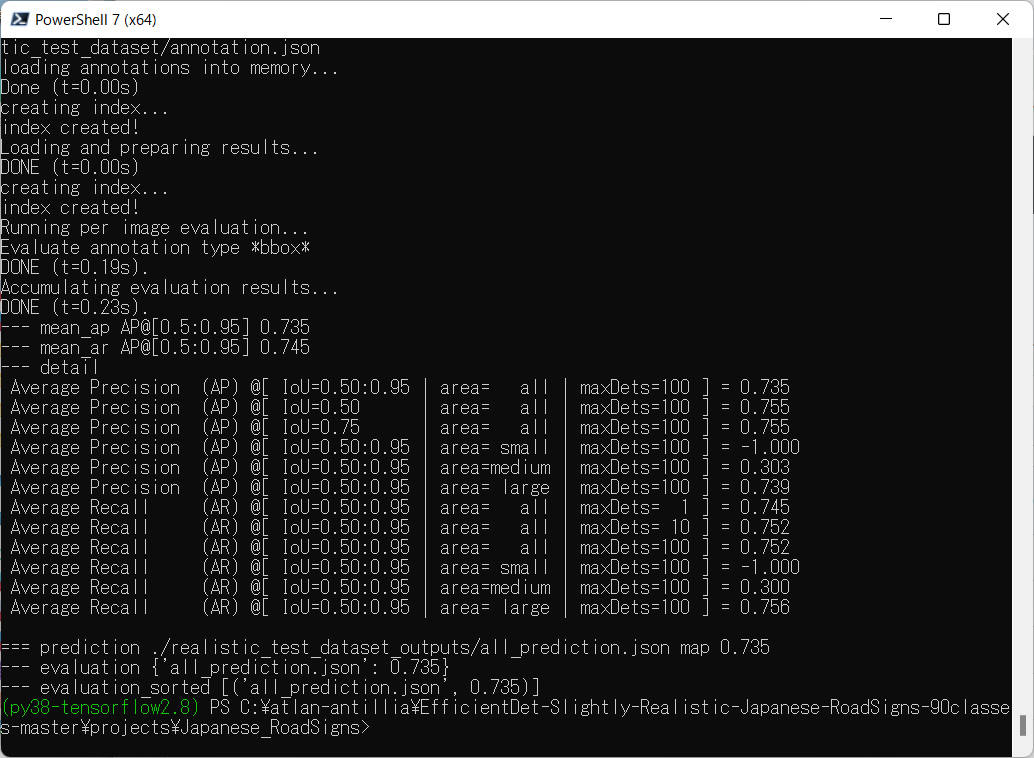 PowerShell 7 (x64)
tic_test_dataset/annotation.json
loading annotations into memory...
Done (t=0.00s)
creating index...
index created!
Loading and preparing results...
DONE (t=0.00s)
creating index...
index created!
Running per image evaluation...
Evaluate annotation type *bbox*
DONE (t=0.19s).
Accumulating evaluation results...
DONE (t=0.23s).
--- mean_ap AP@[0.5:0.95] 0.735
--- mean_ar AP@[0.5:0.95] 0.745
--- detail
Average Precision  (AP) @[ IoU=0.50:0.95 | area=   all | maxDets=100 ] = 0.735
Average Precision  (AP) @[ IoU=0.50      | area=   all | maxDets=100 ] = 0.755
Average Precision  (AP) @[ IoU=0.75      | area=   all | maxDets=100 ] = 0.755
Average Precision  (AP) @[ IoU=0.50:0.95 | area= small | maxDets=100 ] = -1.000
Average Precision  (AP) @[ IoU=0.50:0.95 | area=medium | maxDets=100 ] = 0.303
Average Precision  (AP) @[ IoU=0.50:0.95 | area= large | maxDets=100 ] = 0.739
Average Recall     (AR) @[ IoU=0.50:0.95 | area=   all | maxDets=  1 ] = 0.745
Average Recall     (AR) @[ IoU=0.50:0.95 | area=   all | maxDets= 10 ] = 0.752
Average Recall     (AR) @[ IoU=0.50:0.95 | area=   all | maxDets=100 ] = 0.752
Average Recall     (AR) @[ IoU=0.50:0.95 | area= small | maxDets=100 ] = -1.000
Average Recall     (AR) @[ IoU=0.50:0.95 | area=medium | maxDets=100 ] = 0.300
Average Recall     (AR) @[ IoU=0.50:0.95 | area= large | maxDets=100 ] = 0.756
=== prediction ./realistic_test_dataset_outputs/all_prediction.json map 0.735
--- evaluation {'all_prediction.json': 0.735}
--- evaluation_sorted [('all_prediction.json', 0.735)]
(py38-tensorflow2.8) PS C:¥atlan-antillia¥EfficientDet-Slightly-Realistic-Japanese-RoadSigns-90classe
s-master¥projects¥Japanese_RoadSigns>